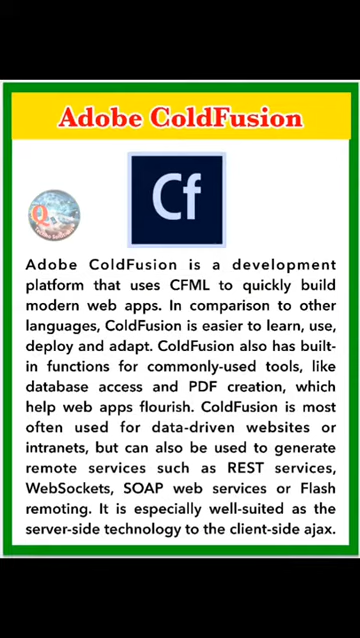 Adobe ColdFusion
Cf
Q
Adobe ColdFusion is a development
platform that uses CFML to quickly build
modern web apps. In comparison to other
languages, ColdFusion is easier to learn, use,
deploy and adapt. ColdFusion also has built-
in functions for commonly-used tools, like
database access and PDF creation, which
help web apps flourish. ColdFusion is most
often used for data-driven websites or
intranets, but can also be used to generate
remote services such as REST services,
WebSockets, SOAP web services or Flash
remoting. It is especially well-suited as the
server-side technology to the client-side ajax.